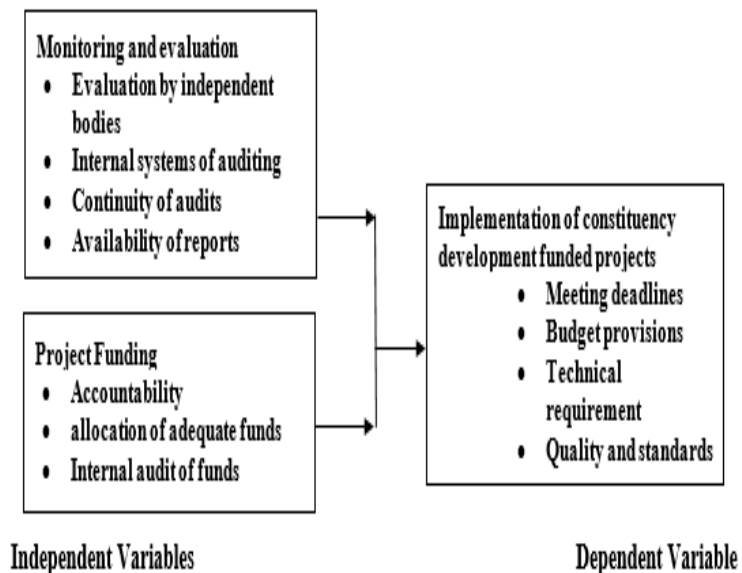 Monitoring and evaluation
• Evaluation by independent
bodies
• Internal systems of auditing
• Continuity of audits
• Availability of reports
Project Funding
• Accountability
• allocation of adequate funds
• Internal audit of funds
Implementation of constituency
development funded projects
• Meeting deadlines
• Budget provisions
• Technical
requirement
• Quality and standards
Independent Variables
Dependent Variable